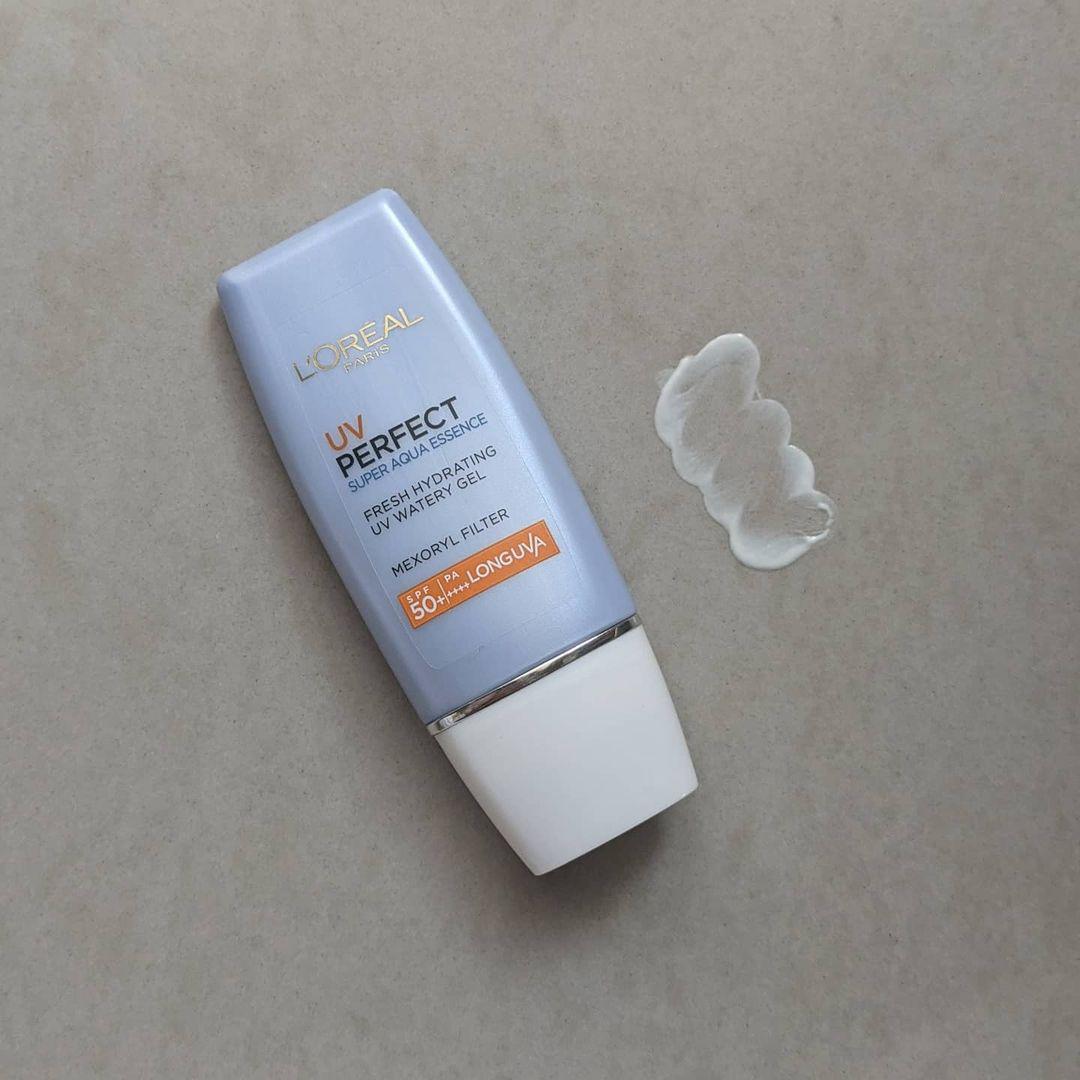 L'ORÉAL
PARIS
UV
PERFECT
SUPER AQUA ESSENCE
FRESH HYDRATING
UV WATERY GEL
MEXORYL FILTER
SPF 50+ PA ++++ LONGUVA